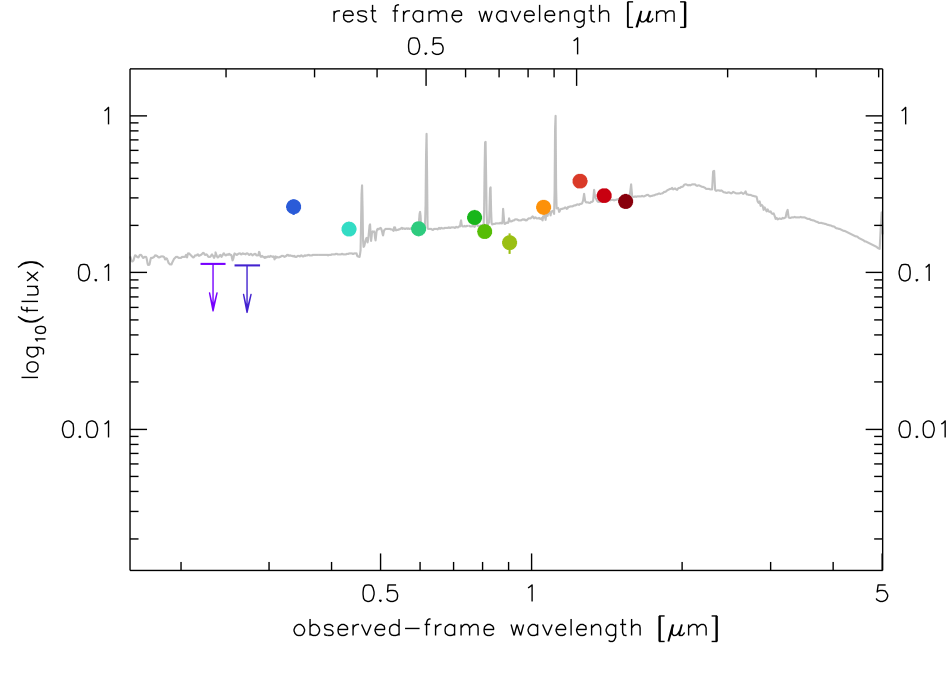 rest frame wavelength [μm]
0.5 1
1 1
0.1 0.1
log10(flux)
0.01 0.01
0.5 1 5
observed-frame wavelength [μm]